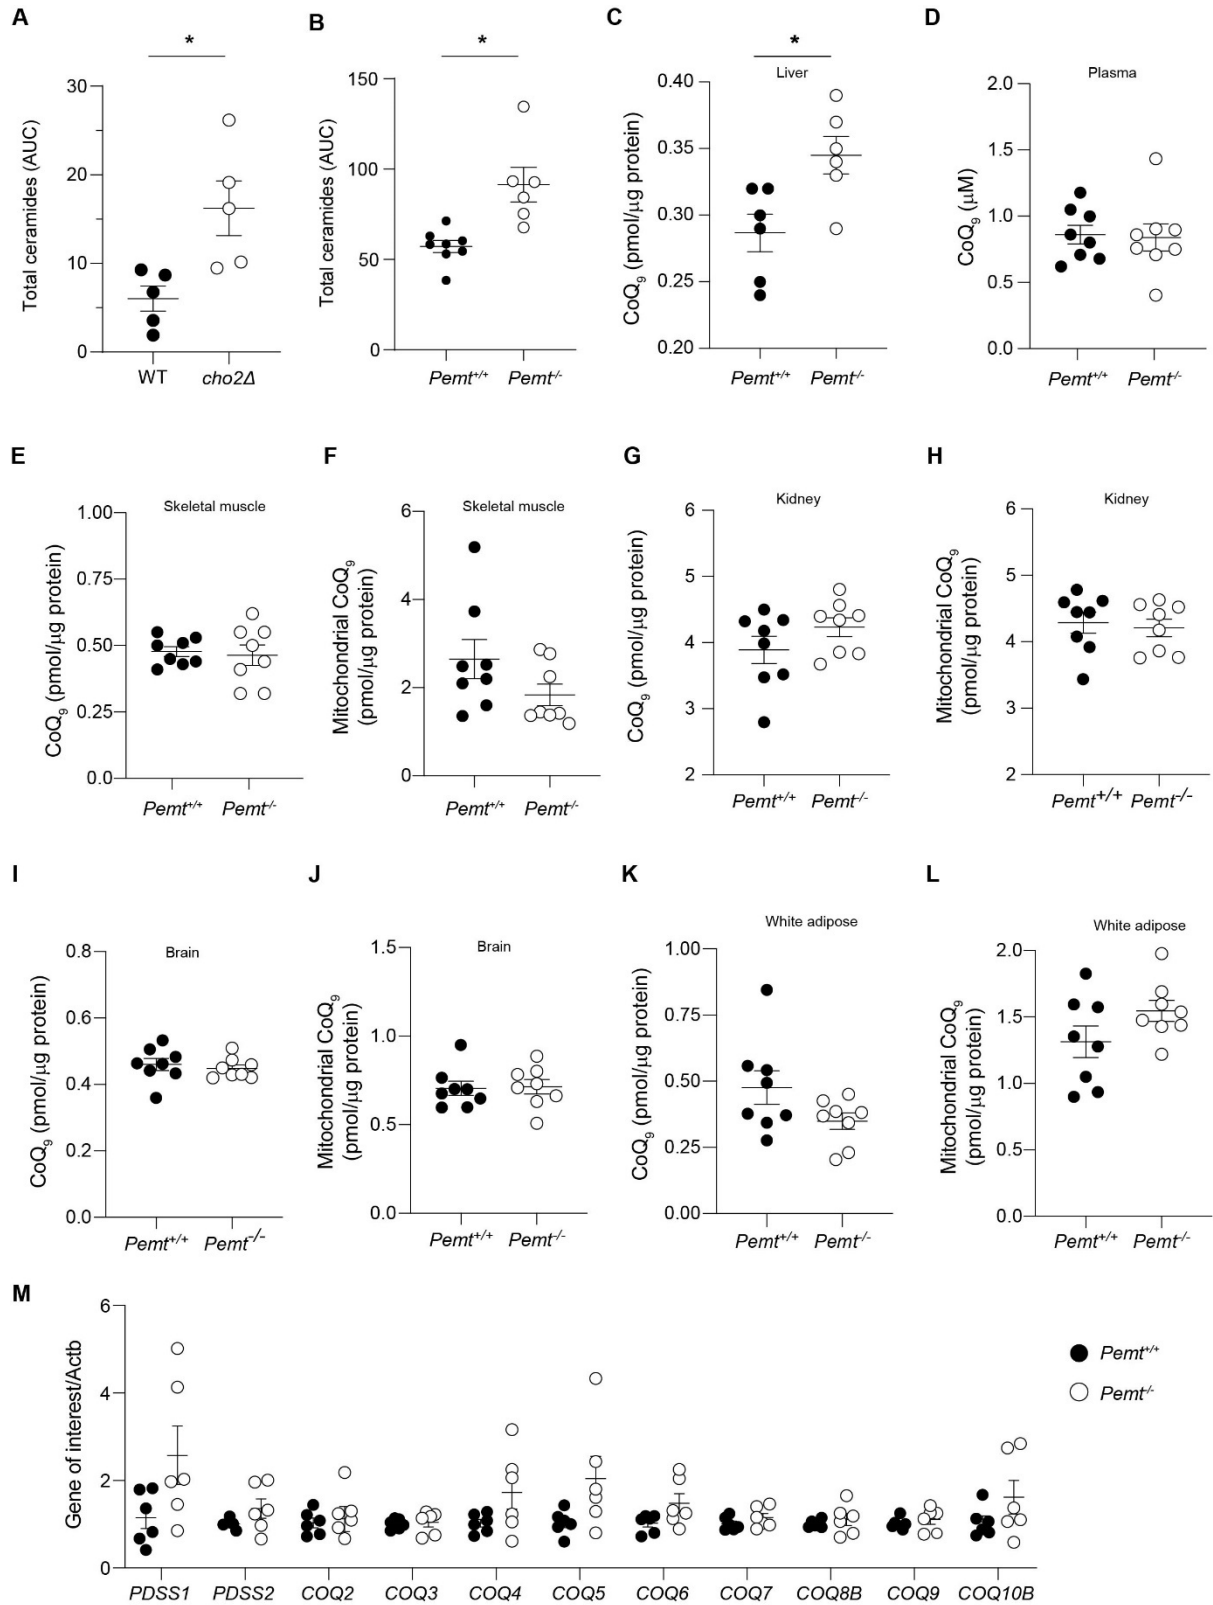 A
*
Total ceramides (AUC)
30
20
10
0
WT
cho2Δ
B
*
Total ceramides (AUC)
150
100
50
0
Pemt+/+
Pemt-/-
C
*
Liver
CoQ9 (pmol/μg protein)
0.40
0.35
0.30
0.25
0.20
Pemt+/+
Pemt-/-
D
Plasma
CoQ9 (μM)
2.0
1.5
1.0
0.5
0.0
Pemt+/+
Pemt-/-
E
Skeletal muscle
CoQ9 (pmol/μg protein)
1.00
0.75
0.50
0.25
0.0
Pemt+/+
Pemt-/-
F
Skeletal muscle
Mitochondrial CoQ9
(pmol/μg protein)
6
4
2
0
Pemt+/+
Pemt-/-
G
Kidney
CoQ9 (pmol/μg protein)
6
5
4
3
2
Pemt+/+
Pemt-/-
H
Kidney
Mitochondrial CoQ9
(pmol/μg protein)
6
5
4
3
2
Pemt+/+
Pemt-/-
I
Brain
CoQ9 (pmol/μg protein)
0.8
0.6
0.4
0.2
0.0
Pemt+/+
Pemt-/-
J
Brain
Mitochondrial CoQ9
(pmol/μg protein)
1.5
1.0
0.5
0.0
Pemt+/+
Pemt-/-
K
White adipose
CoQ9 (pmol/μg protein)
1.00
0.75
0.50
0.25
0.00
Pemt+/+
Pemt-/-
L
White adipose
Mitochondrial CoQ9
(pmol/μg protein)
2.0
1.5
1.0
0.5
0.0
Pemt+/+
Pemt-/-
M
Gene of interest/Actb
6
4
2
0
PDSS1
PDSS2
COQ2
COQ3
COQ4
COQ5
COQ6
COQ7
COQ8B
COQ9
COQ10B
Pemt+/+
Pemt-/-